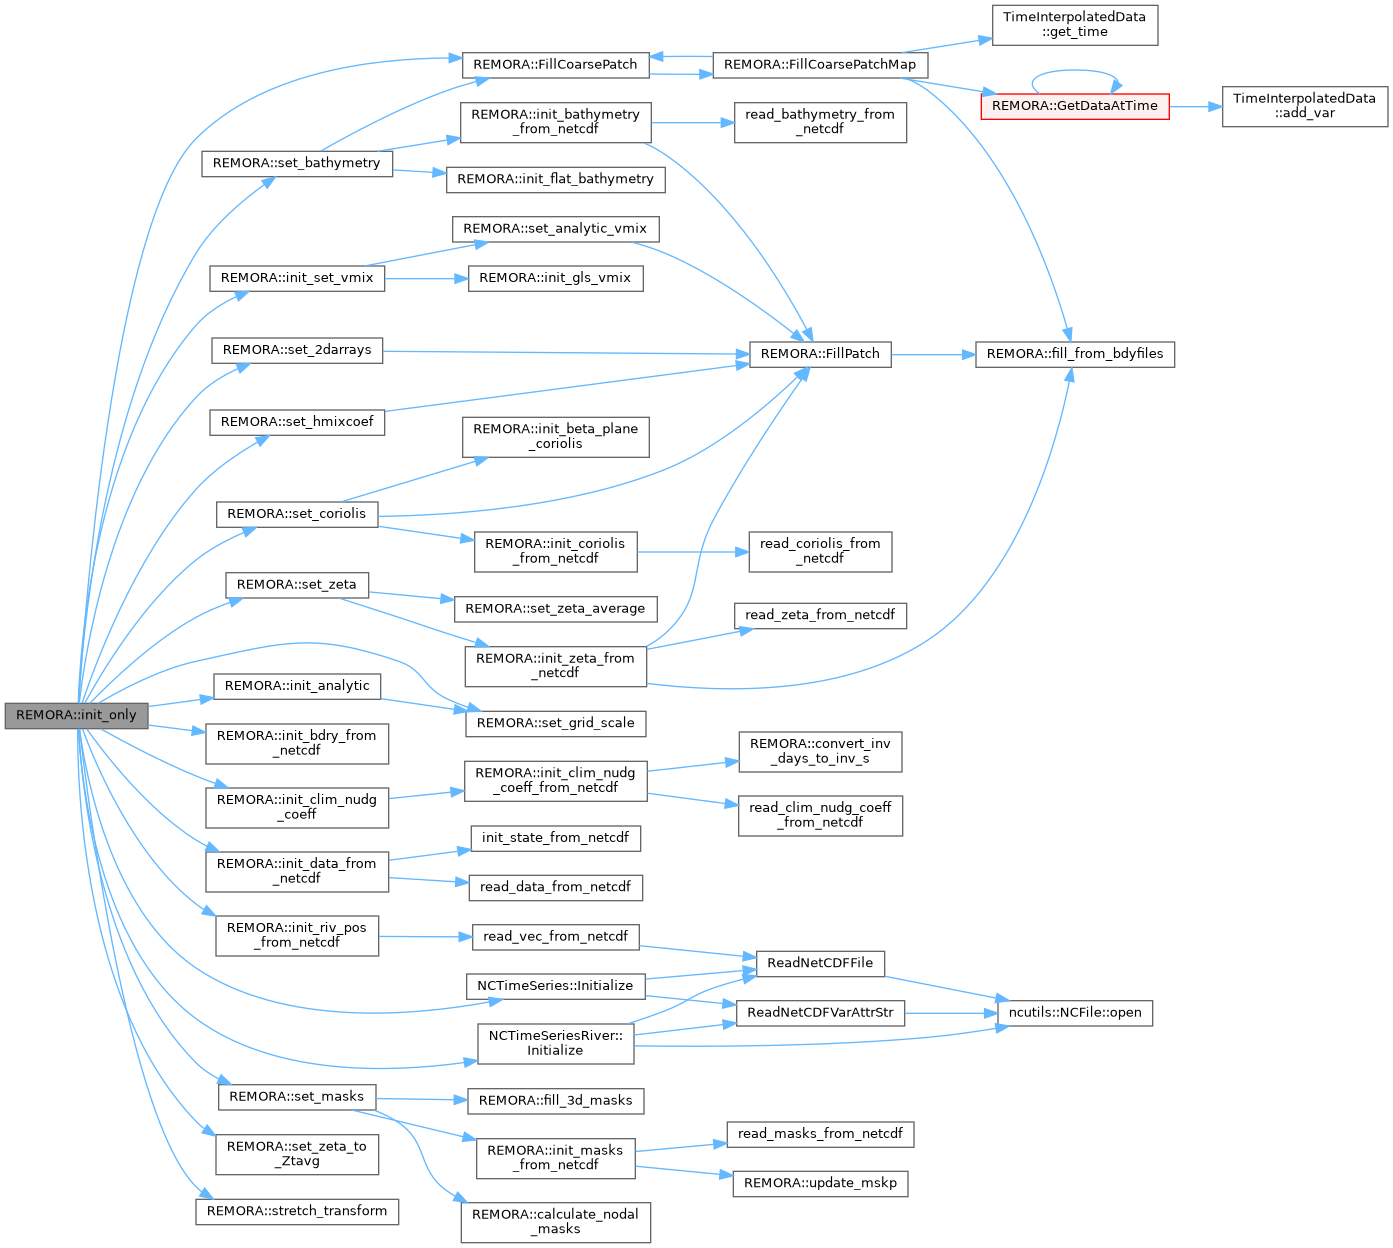 TimeInterpolatedData
::get_time
REMORA::FillCoarsePatch
REMORA::FillCoarsePatchMap
REMORA::GetDataAtTime
TimeInterpolatedData
::add_var
REMORA::init_bathymetry
_from_netcdf
read_bathymetry_from
_netcdf
REMORA::set_bathymetry
REMORA::init_flat_bathymetry
REMORA::set_analytic_vmix
REMORA::init_set_vmix
REMORA::init_gls_vmix
REMORA::set_2darrays
REMORA::FillPatch
REMORA::fill_from_bdyfiles
REMORA::set_hmixcoef
REMORA::init_beta_plane
_coriolis
REMORA::set_coriolis
REMORA::init_coriolis
_from_netcdf
read_coriolis_from
_netcdf
REMORA::set_zeta
REMORA::set_zeta_average
read_zeta_from_netcdf
REMORA::init_zeta_from
_netcdf
REMORA::init_analytic
REMORA::init_only
REMORA::set_grid_scale
REMORA::init_bdry_from
_netcdf
REMORA::convert_inv
_days_to_inv_s
REMORA::init_clim_nudg
_coeff_from_netcdf
REMORA::init_clim_nudg
_coeff
read_clim_nudg_coeff
_from_netcdf
init_state_from_netcdf
REMORA::init_data_from
_netcdf
read_data_from_netcdf
REMORA::init_riv_pos
_from_netcdf
read_vec_from_netcdf
ReadNetCDFFile
NCTimeSeries::Initialize
ReadNetCDFVarAttrStr
ncutils::NCFile::open
NCTimeSeriesRiver::
Initialize
REMORA::set_masks
REMORA::fill_3d_masks
read_masks_from_netcdf
REMORA::set_zeta_to
_Ztavg
REMORA::init_masks
_from_netcdf
REMORA::update_mskp
REMORA::stretch_transform
REMORA::calculate_nodal
_masks